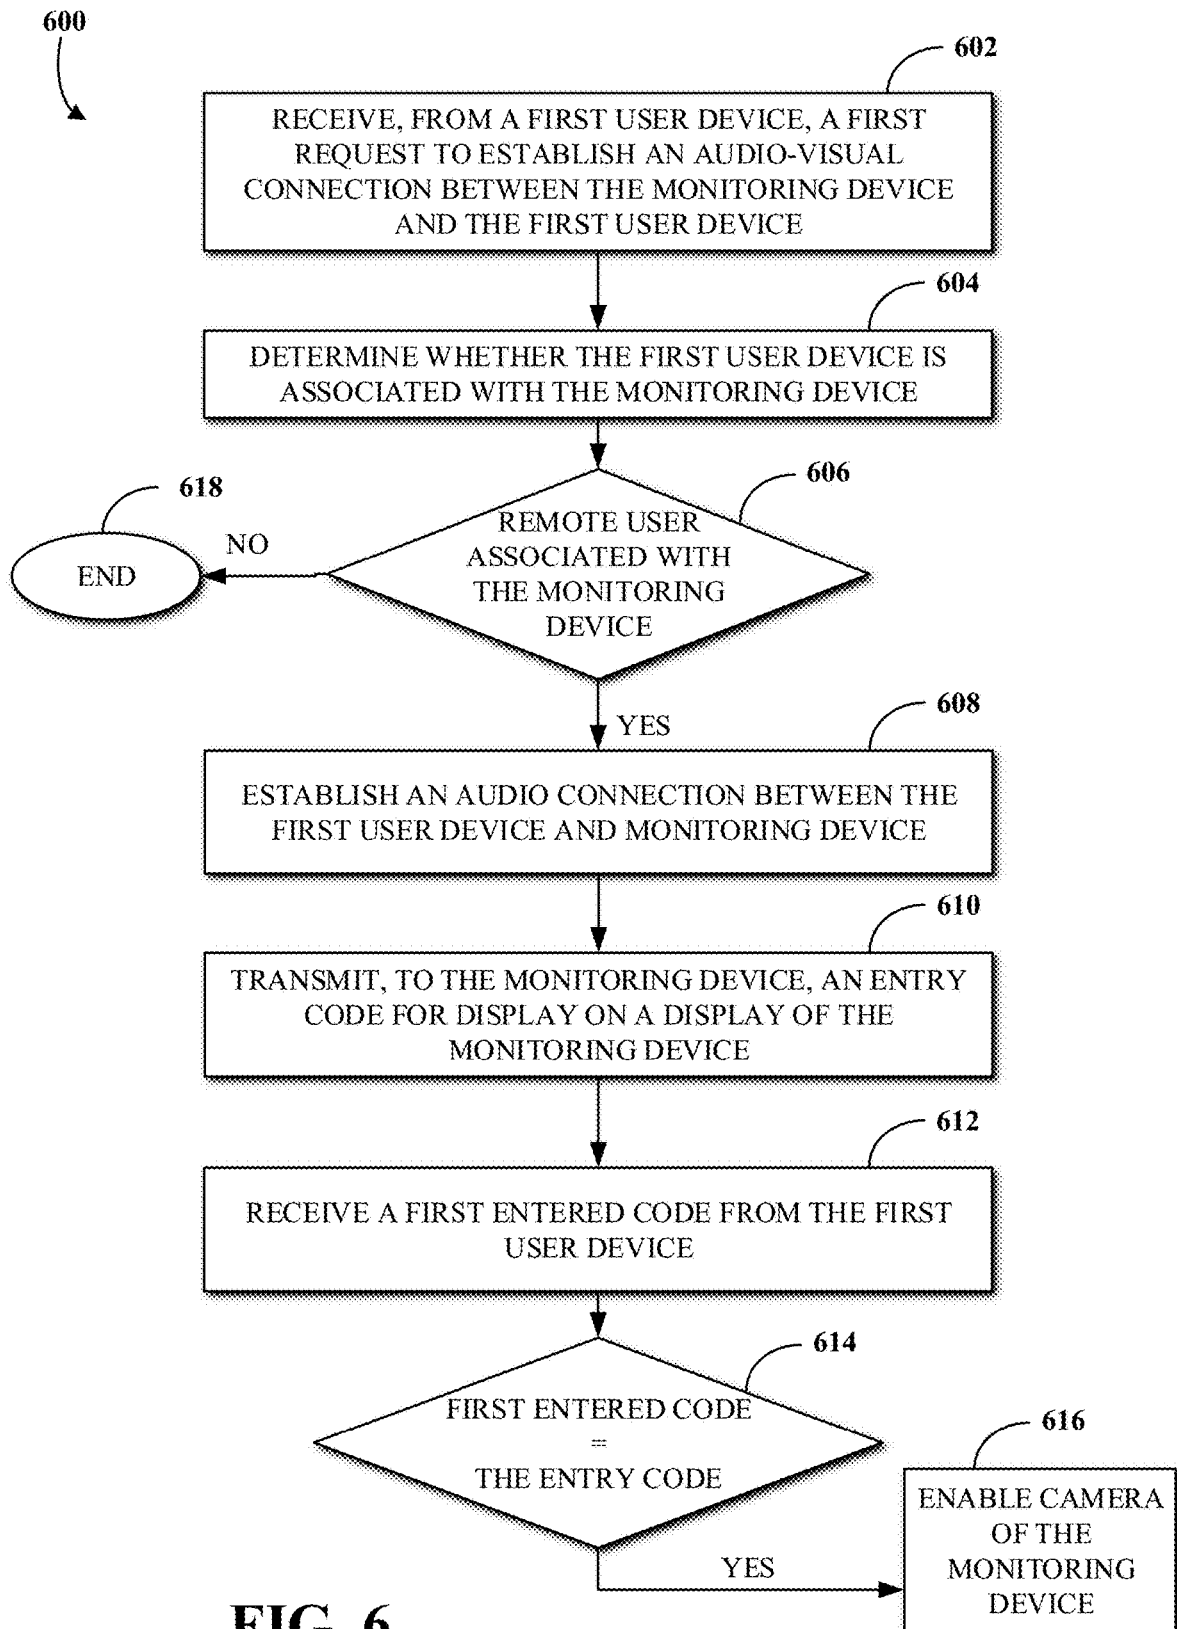 600
602
RECEIVE, FROM A FIRST USER DEVICE, A FIRST
REQUEST TO ESTABLISH AN AUDIO-VISUAL
CONNECTION BETWEEN THE MONITORING DEVICE
AND THE FIRST USER DEVICE
604
DETERMINE WHETHER THE FIRST USER DEVICE IS
ASSOCIATED WITH THE MONITORING DEVICE
606
REMOTE USER
ASSOCIATED WITH
THE MONITORING
DEVICE
618
NO
END
YES
608
ESTABLISH AN AUDIO CONNECTION BETWEEN THE
FIRST USER DEVICE AND MONITORING DEVICE
610
TRANSMIT, TO THE MONITORING DEVICE, AN ENTRY
CODE FOR DISPLAY ON A DISPLAY OF THE
MONITORING DEVICE
612
RECEIVE A FIRST ENTERED CODE FROM THE FIRST
USER DEVICE
614
FIRST ENTERED CODE
=
THE ENTRY CODE
YES
616
ENABLE CAMERA
OF THE
MONITORING
DEVICE
FIG. 6